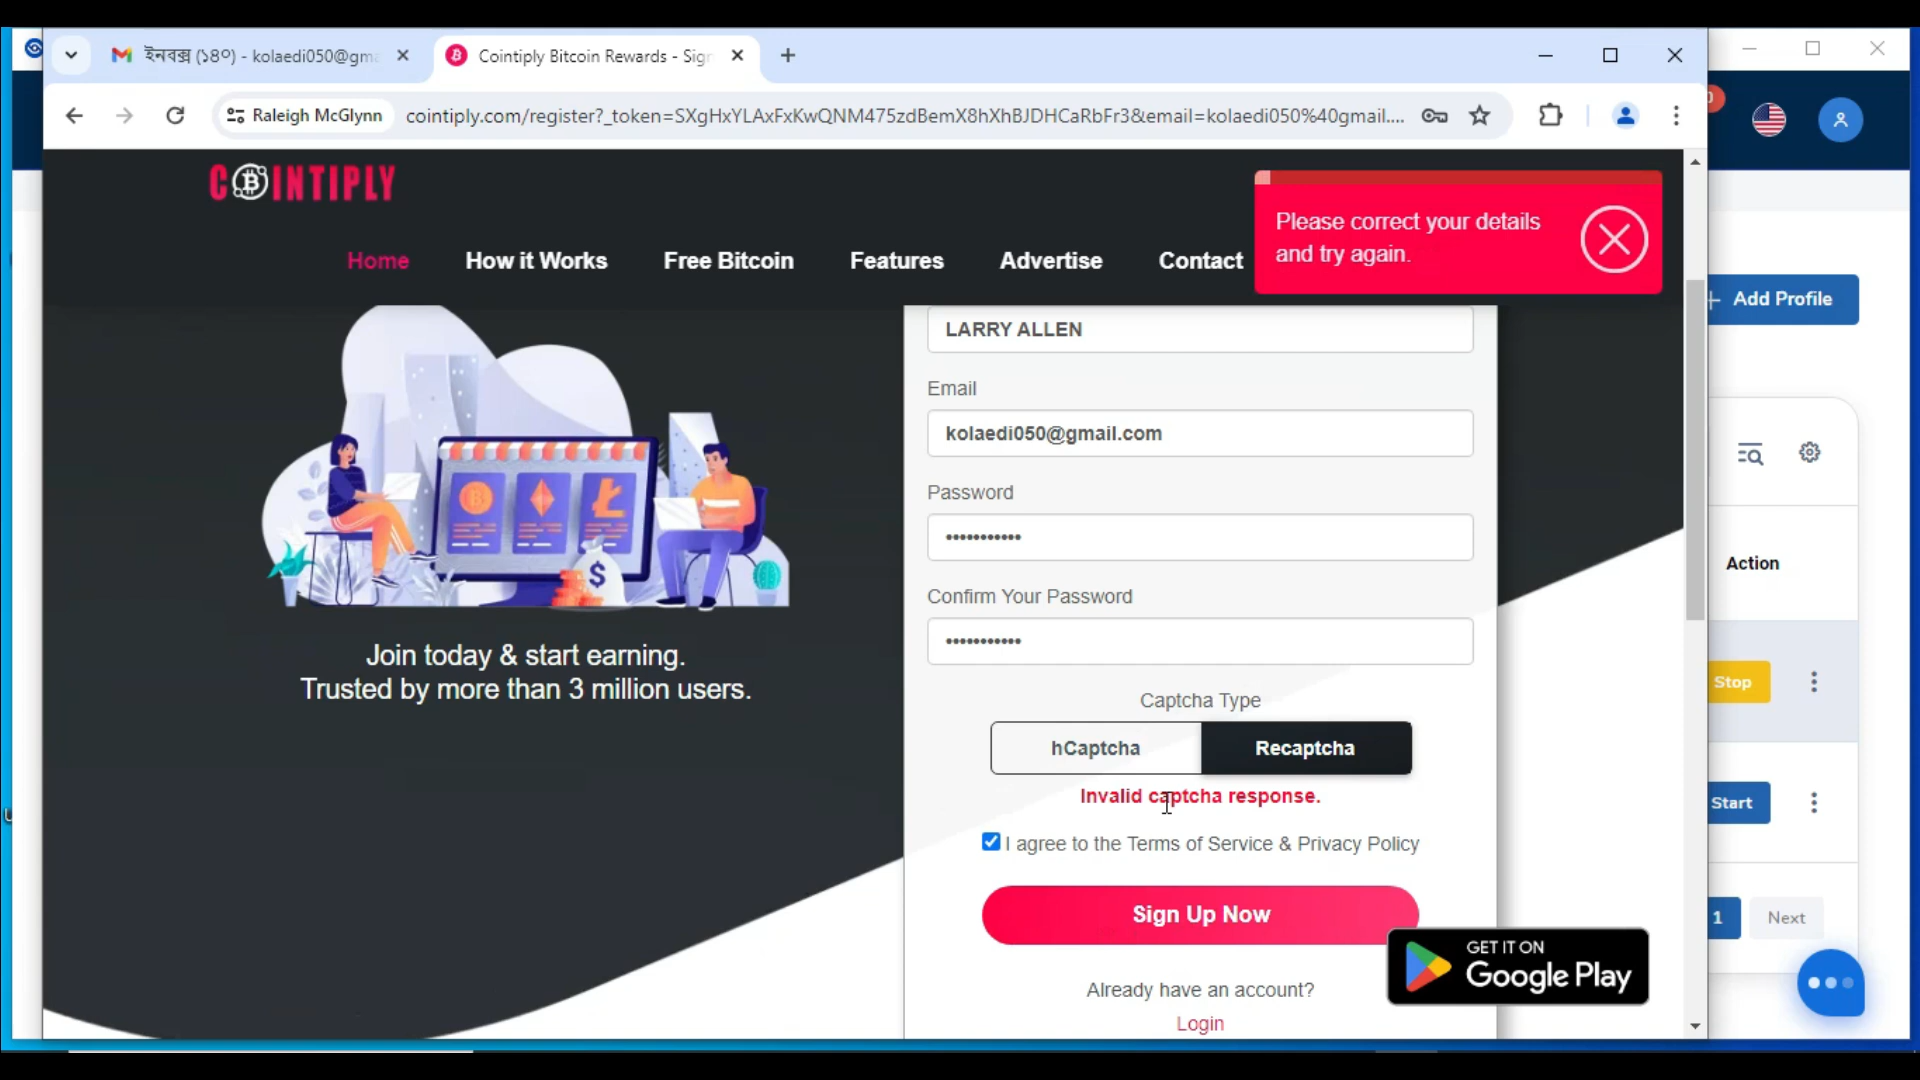 ইনবক্স (১৪০) - kolaedi050@gma
Cointiply Bitcoin Rewards - Sig
Raleigh McGlynn
cointiply.com/register?_token=SXgHxYLAxFxKwQNM475zdBemX8hXhBJDHCaRbFr3&email=kolaedi050%40gmail....
COINTIPLY
Please correct your details
and try again.
Home
How it Works
Free Bitcoin
Features
Advertise
Contact
Add Profile
LARRY ALLEN
Email
kolaedi050@gmail.com
Password
•••••••••••
Action
Confirm Your Password
•••••••••••
Join today & start earning.
Trusted by more than 3 million users.
Stop
Captcha Type
hCaptcha
Recaptcha
Invalid captcha response.
Start
I agree to the Terms of Service & Privacy Policy
Sign Up Now
1
Next
GET IT ON
Google Play
Already have an account?
Login